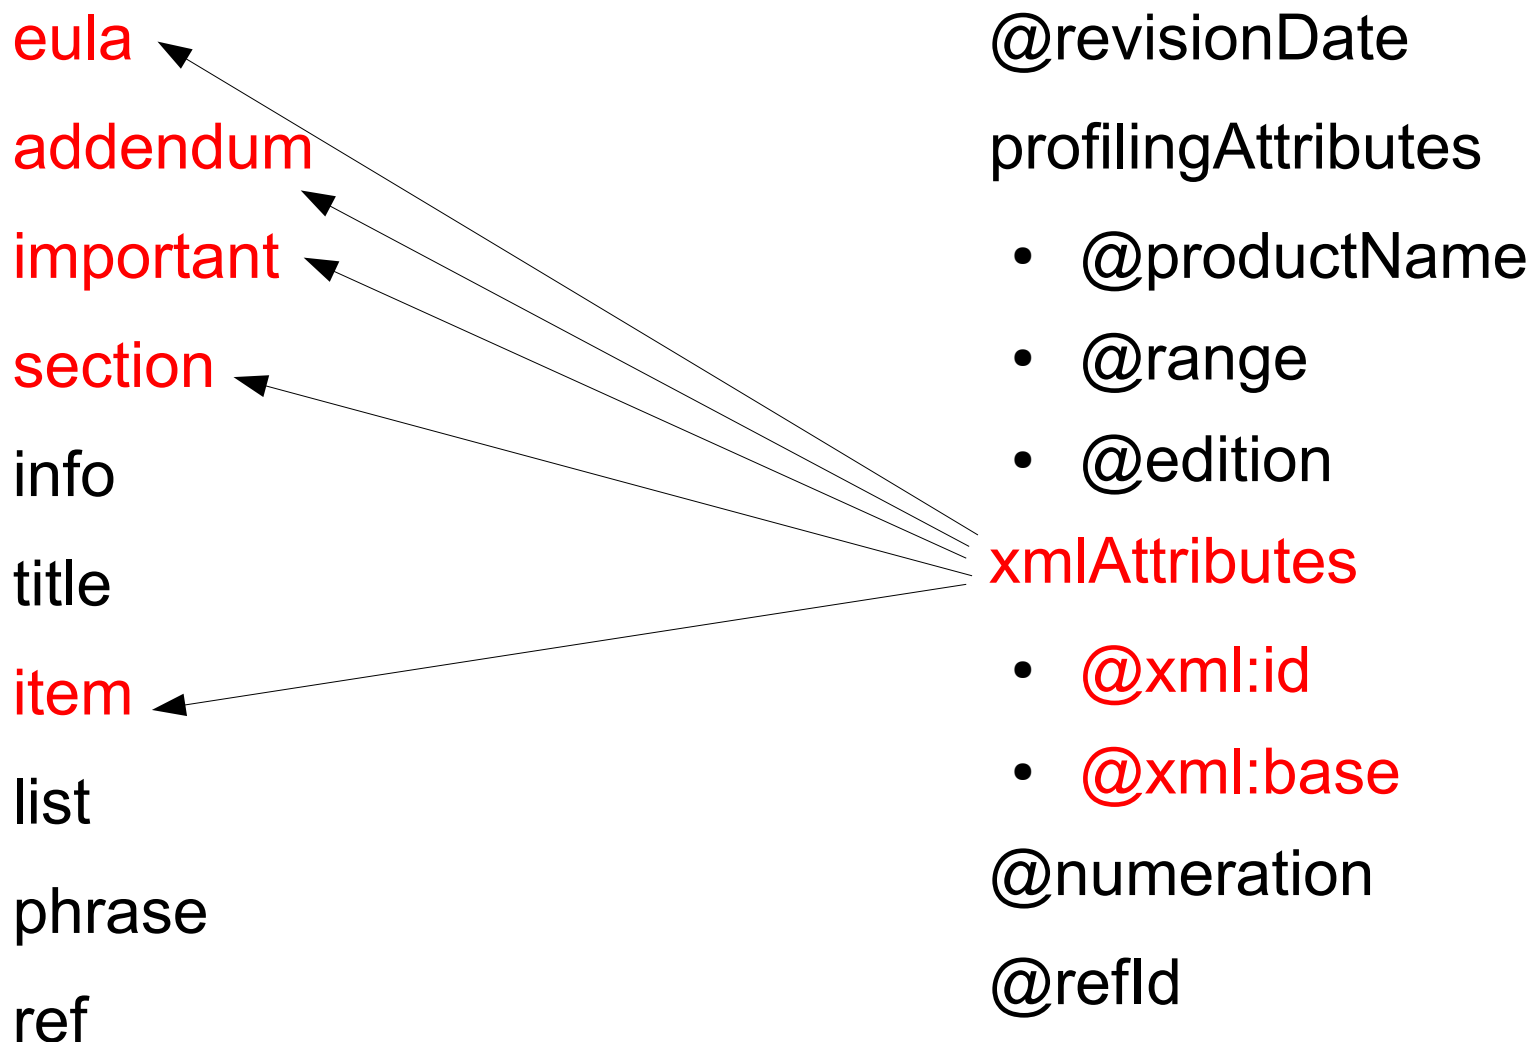 eula
addendum
important
section
info
title
item
list
phrase
ref
@revisionDate
profilingAttributes
• @productName
• @range
• @edition
xmlAttributes
• @xml:id
• @xml:base
@numeration
@refId